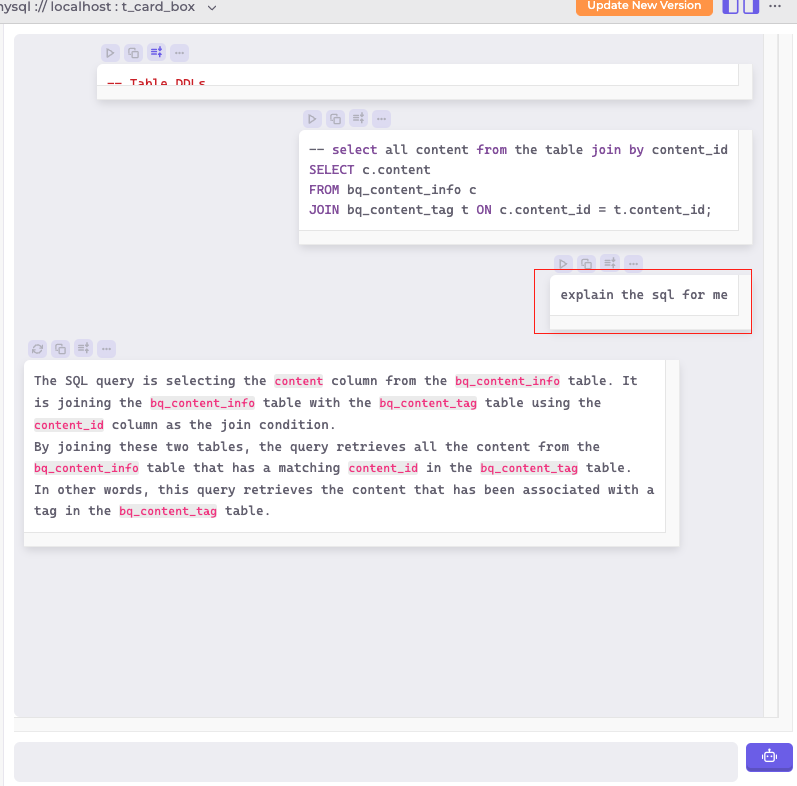 mysql :// localhost : t_card_box
Update New Version
-- Table DDLs
-- select all content from the table join by content_id
SELECT c.content
FROM bq_content_info c
JOIN bq_content_tag t ON c.content_id = t.content_id;
explain the sql for me
The SQL query is selecting the content column from the bq_content_info table. It
is joining the bq_content_info table with the bq_content_tag table using the
content_id column as the join condition.
By joining these two tables, the query retrieves all the content from the
bq_content_info table that has a matching content_id in the bq_content_tag table.
In other words, this query retrieves the content that has been associated with a
tag in the bq_content_tag table.